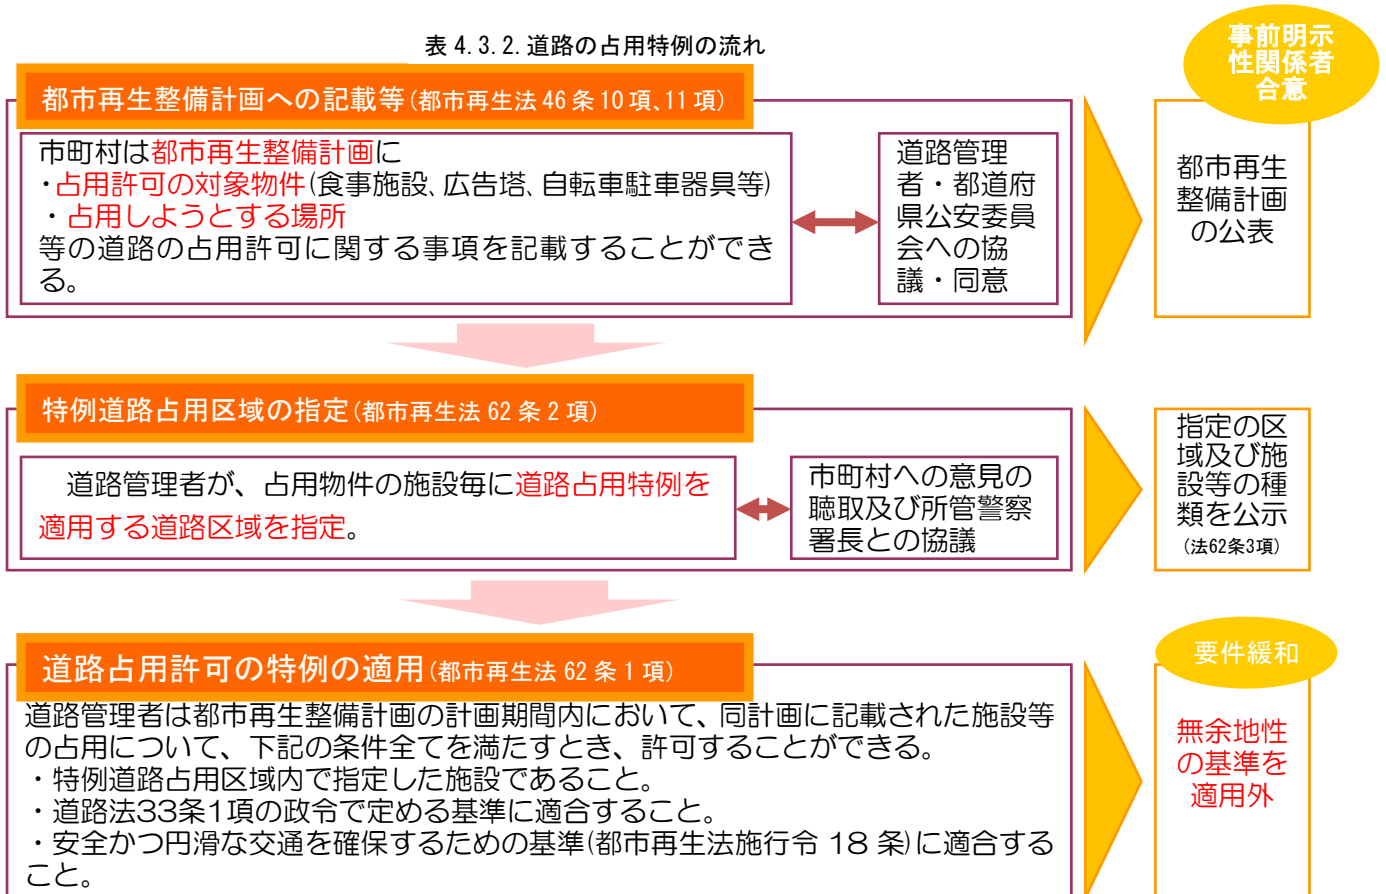 表 4.3.2.道路の占用特例の流れ
事前明示
性関係者
合意
都市再生整備計画への記載等(都市再生法 46 条 10 項、11 項)
市町村は都市再生整備計画に
・占用許可の対象物件(食事施設、広告塔、自転車駐車器具等)
・占用しようとする場所
等の道路の占用許可に関する事項を記載することができ
る。
道路管理
者・都道府
県公安委員
会への協
議・同意
都市再生
整備計画
の公表
特例道路占用区域の指定(都市再生法 62 条 2 項)
道路管理者が、占用物件の施設毎に道路占用特例を
適用する道路区域を指定。
市町村への意見の
聴取及び所管警察
署長との協議
指定の区
域及び施
設等の種
類を公示
(法62条3項)
道路占用許可の特例の適用(都市再生法 62 条 1 項)
道路管理者は都市再生整備計画の計画期間内において、同計画に記載された施設等
の占用について、下記の条件全てを満たすとき、許可することができる。
・特例道路占用区域内で指定した施設であること。
・道路法33条1項の政令で定める基準に適合すること。
・安全かつ円滑な交通を確保するための基準(都市再生法施行令 18 条)に適合する
こと。
要件緩和
無余地性
の基準を
適用外